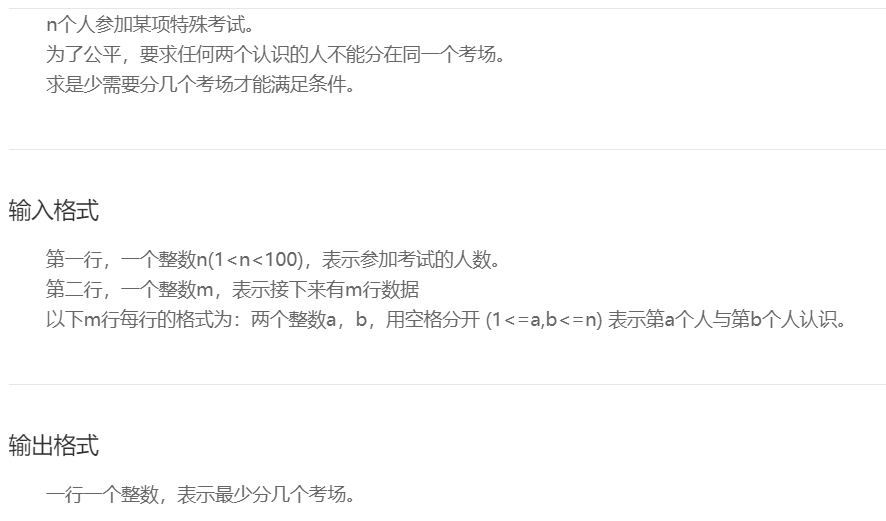 n个人参加某项特殊考试。
为了公平，要求任何两个认识的人不能分在同一个考场。
求是少需要分几个考场才能满足条件。
输入格式
第一行，一个整数n(1<n<100)，表示参加考试的人数。
第二行，一个整数m，表示接下来有m行数据
以下m行每行的格式为：两个整数a，b，用空格分开 (1<=a,b<=n) 表示第a个人与第b个人认识。
输出格式
一行一个整数，表示最少分几个考场。